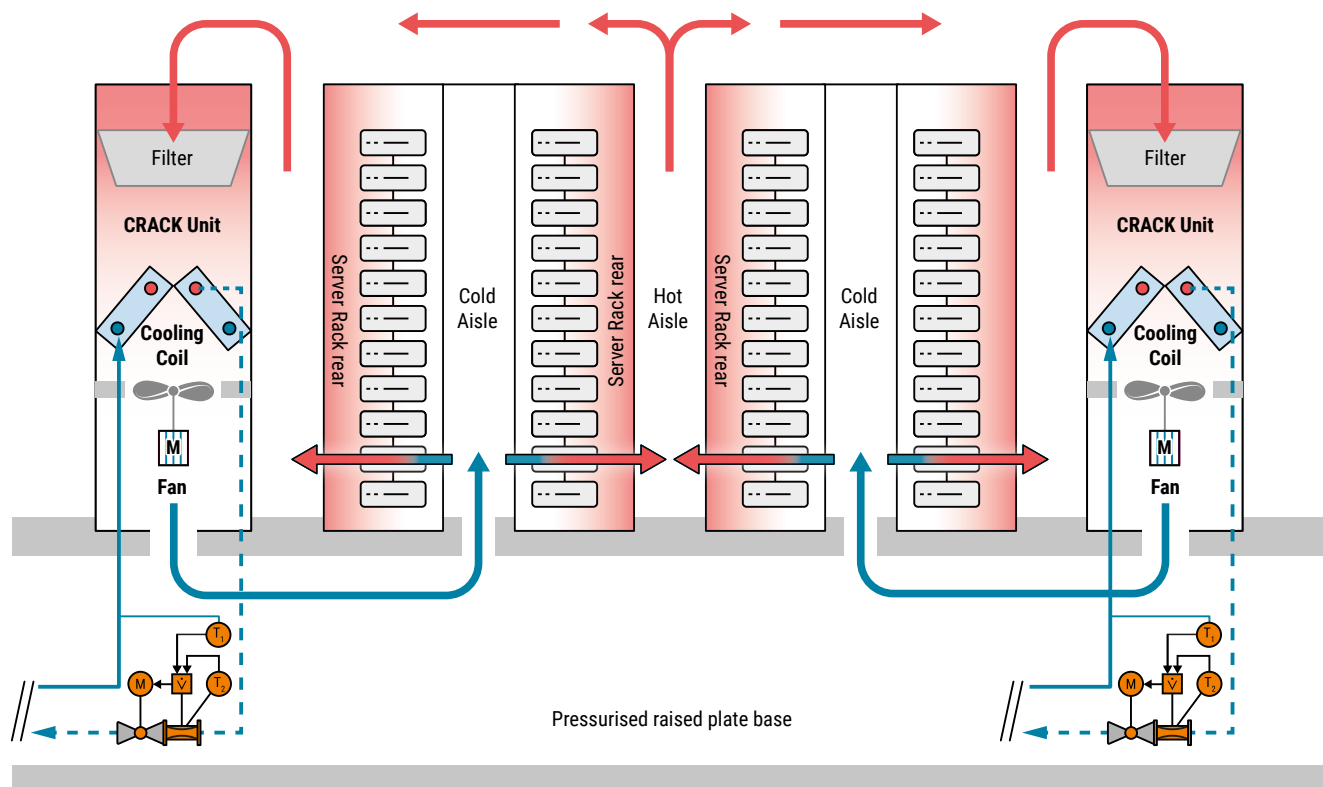 Filter
CRACK Unit
Cooling
Coil
M
Fan
Server Rack rear
Cold
Aisle
Server Rack rear
Hot
Aisle
Server Rack rear
Cold
Aisle
Filter
CRACK Unit
Cooling
Coil
M
Fan
T₁
M
V̇
T₂
Pressurised raised plate base
T₁
M
V̇
T₂